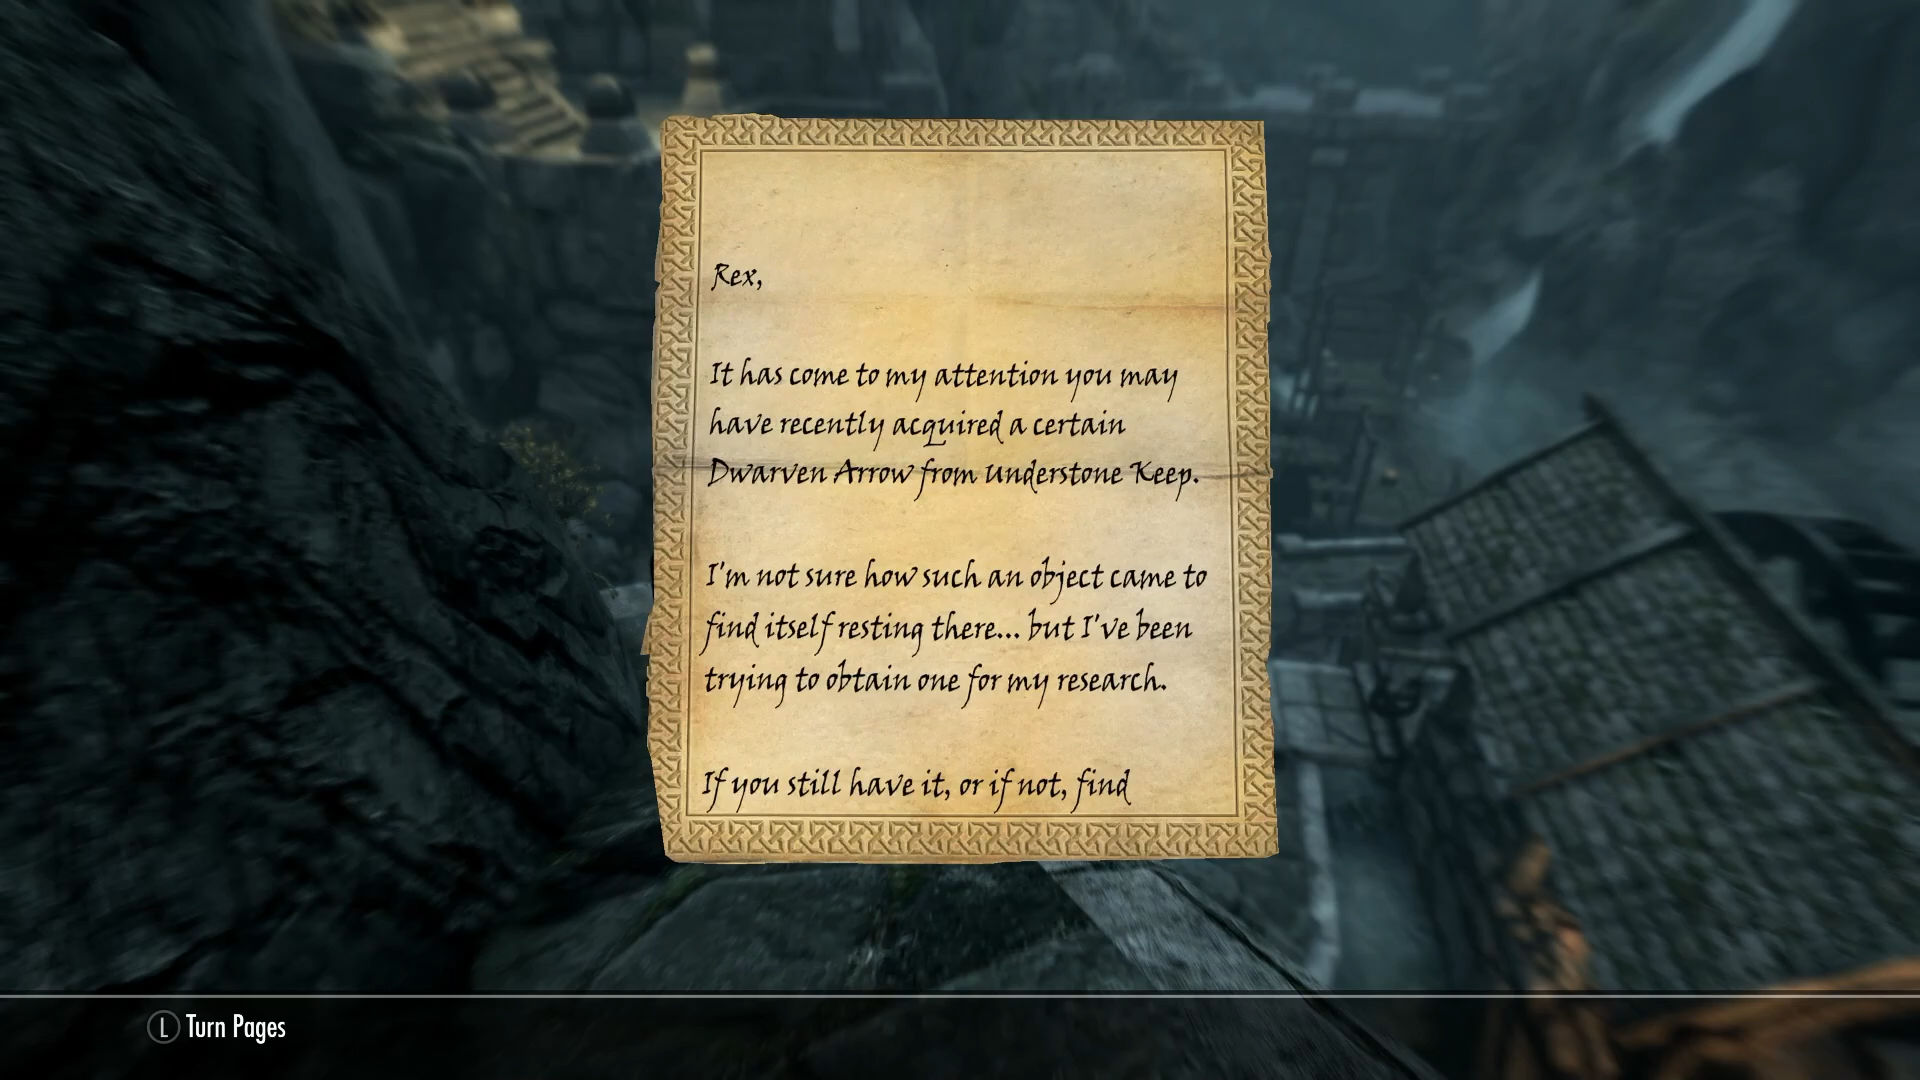 Rex,
It has come to my attention you may
have recently acquired a certain
Dwarven Arrow from Understone Keep.
I'm not sure how such an object came to
find itself resting there... but I've been
trying to obtain one for my research.
If you still have it, or if not, find
L Turn Pages